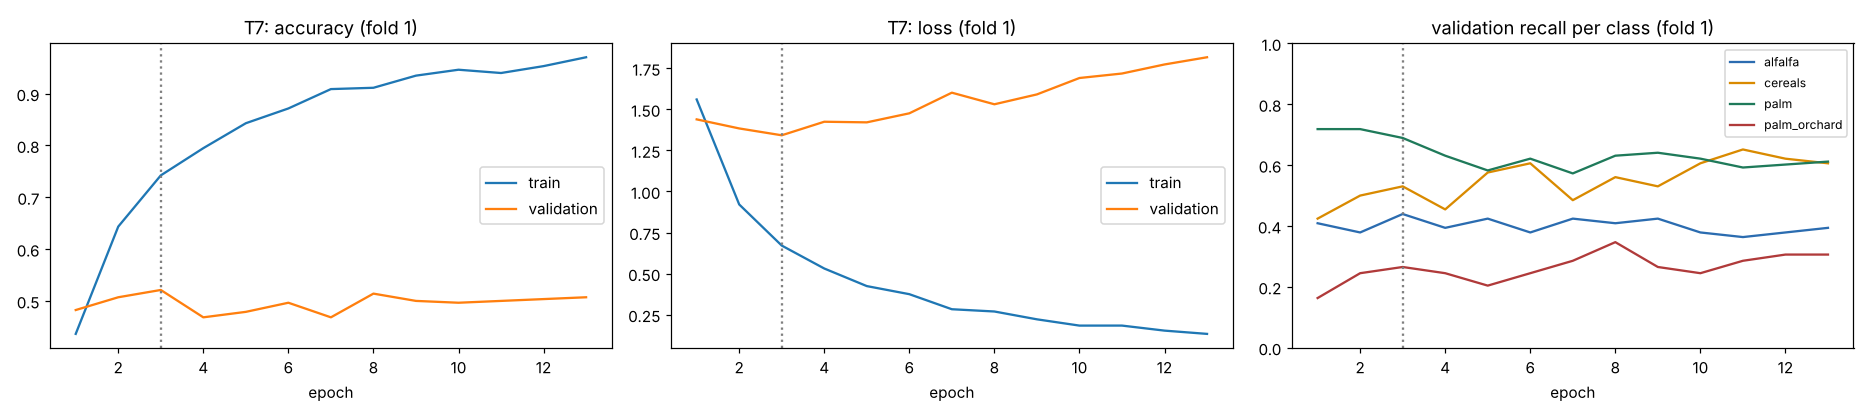 T7: accuracy (fold 1)
0.9
0.8
0.7
0.6
0.5
train
validation
2 4 6 8 10 12
epoch
T7: loss (fold 1)
1.75
1.50
1.25
1.00
0.75
0.50
0.25
train
validation
2 4 6 8 10 12
epoch
validation recall per class (fold 1)
1.0
0.8
0.6
0.4
0.2
0.0
alfalfa
cereals
palm
palm_orchard
2 4 6 8 10 12
epoch